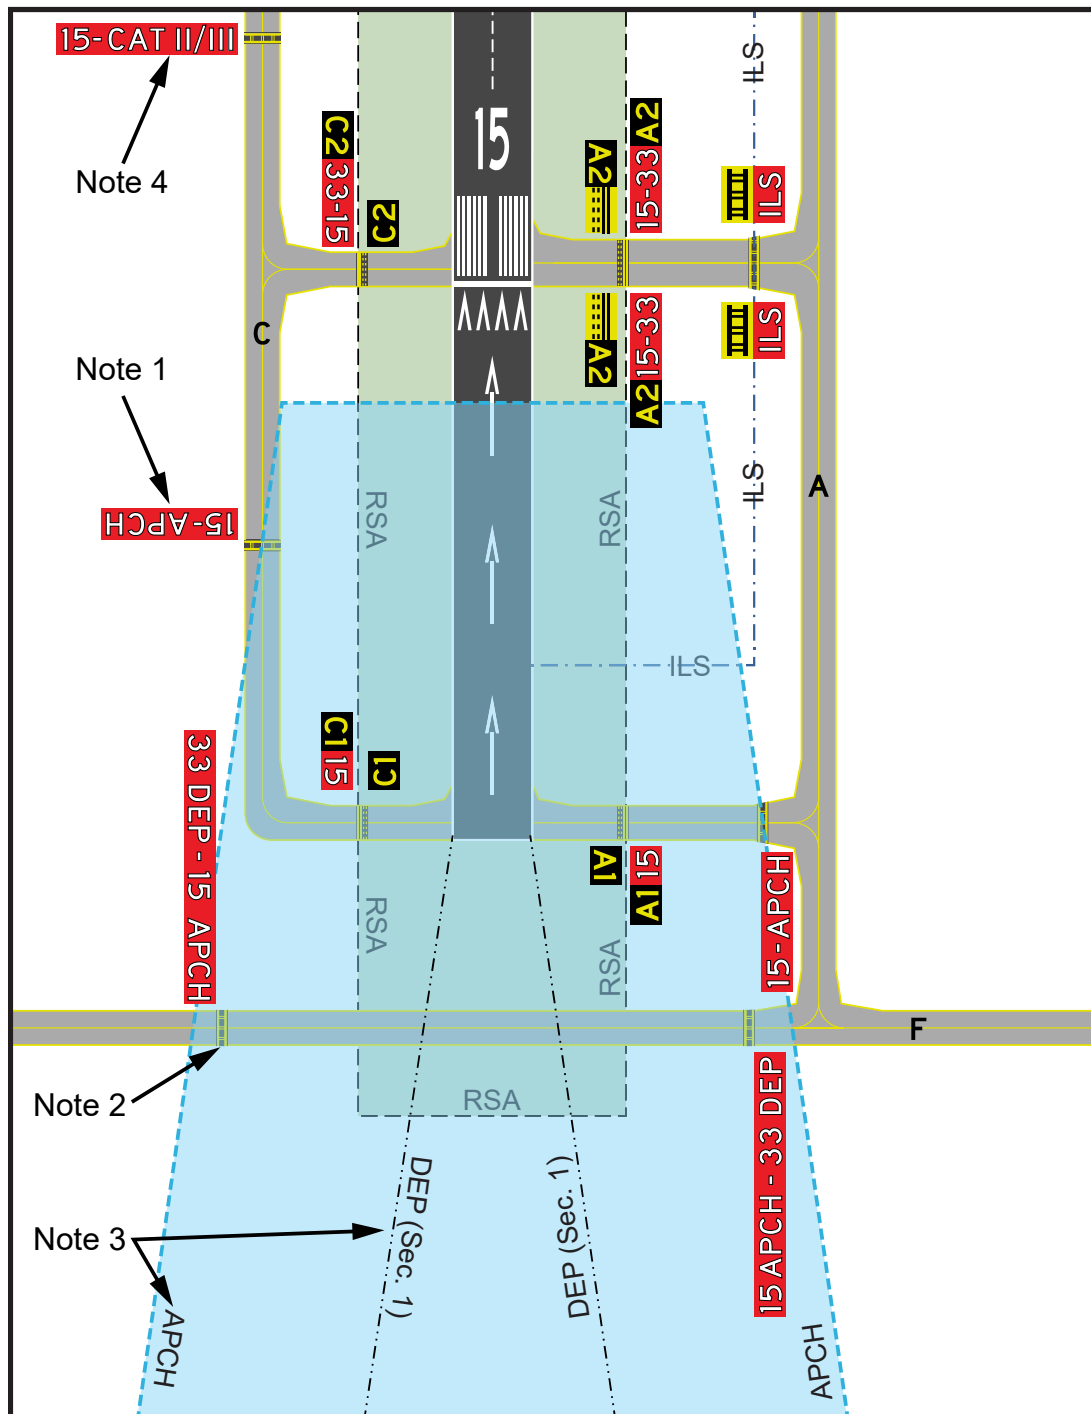 15-CAT II/III
ILS
15
C2 33-15
C2
A2
15-33 A2
ILS
Note 4
C
A2
15-33
A2
ILS
Note 1
15-APCH
RSA
RSA
ILS
A
ILS
C1 15
C1
33 DEP - 15 APCH
A1
15
A1
15-APCH
RSA
RSA
F
Note 2
RSA
15 APCH - 33 DEP
DEP (Sec. 1)
DEP (Sec. 1)
Note 3
APCH
APCH